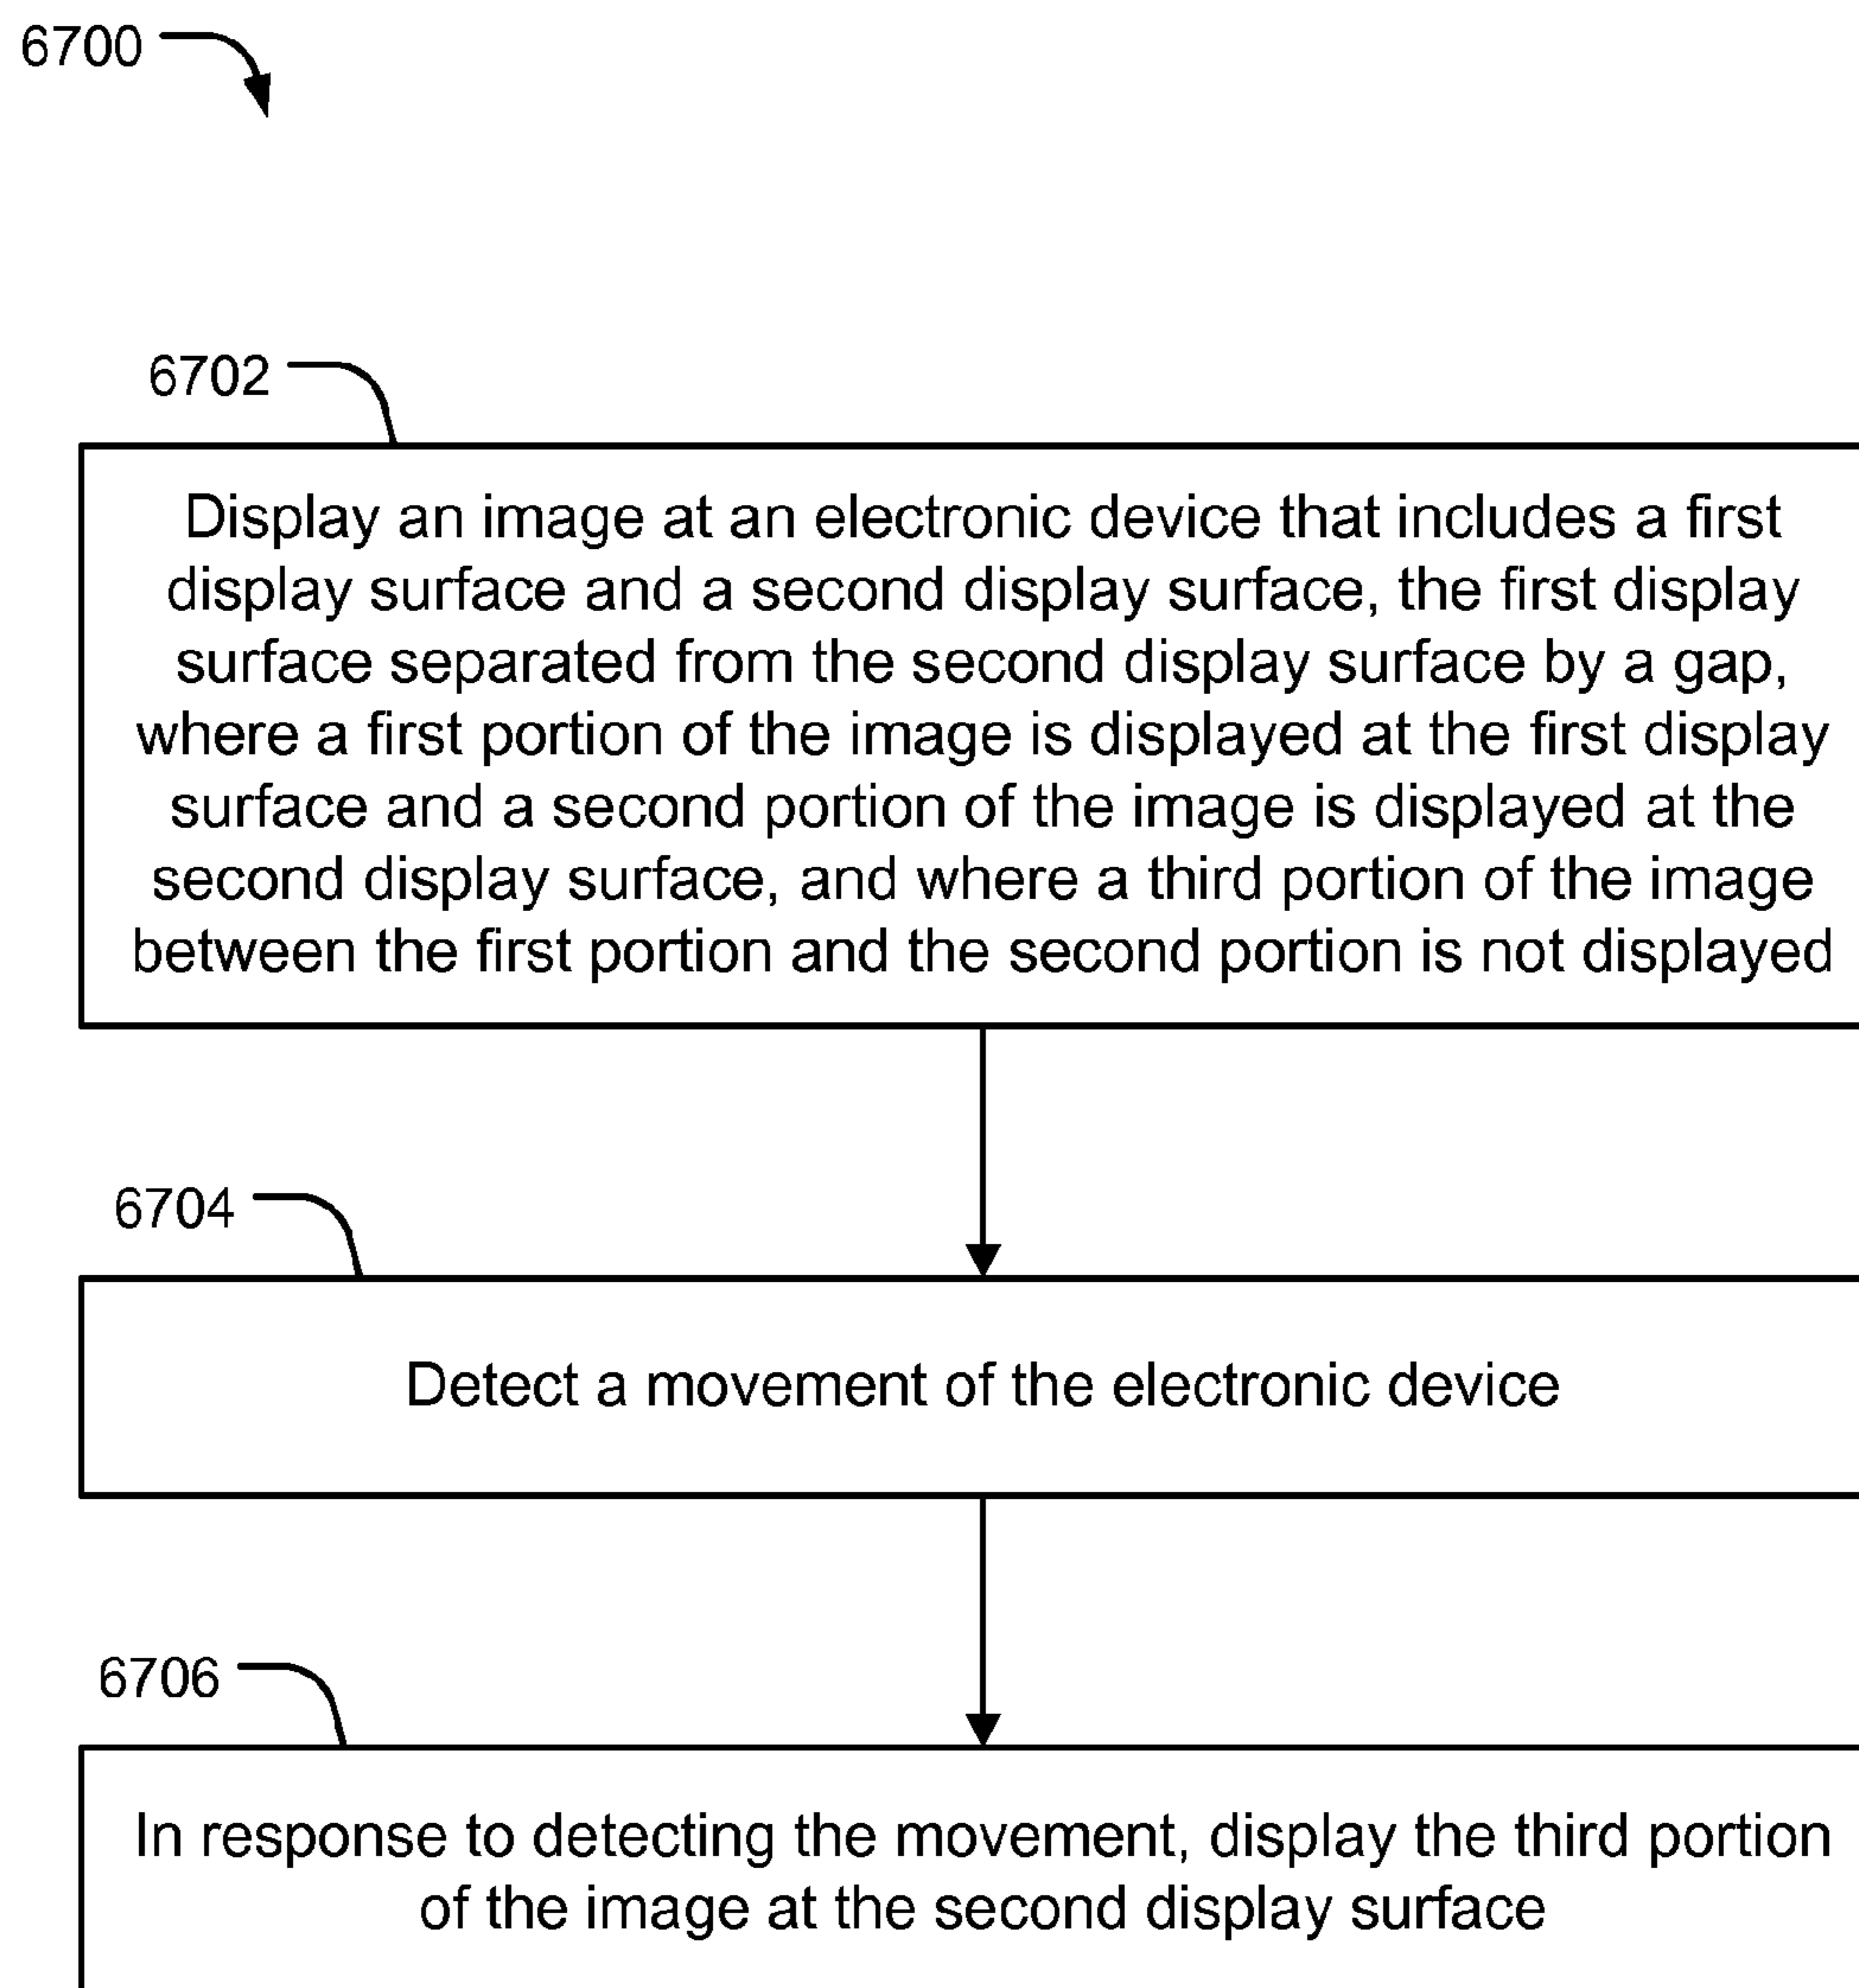 6700
6702
Display an image at an electronic device that includes a first
display surface and a second display surface, the first display
surface separated from the second display surface by a gap,
where a first portion of the image is displayed at the first display
surface and a second portion of the image is displayed at the
second display surface, and where a third portion of the image
between the first portion and the second portion is not displayed
6704
Detect a movement of the electronic device
6706
In response to detecting the movement, display the third portion
of the image at the second display surface